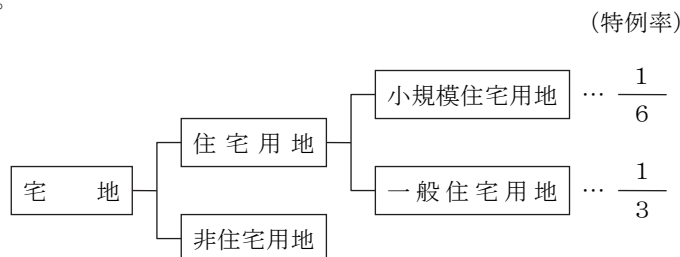 。
（特例率）
小規模住宅用地 … 1/6
住宅用地
宅　　地
一般住宅用地 … 1/3
非住宅用地